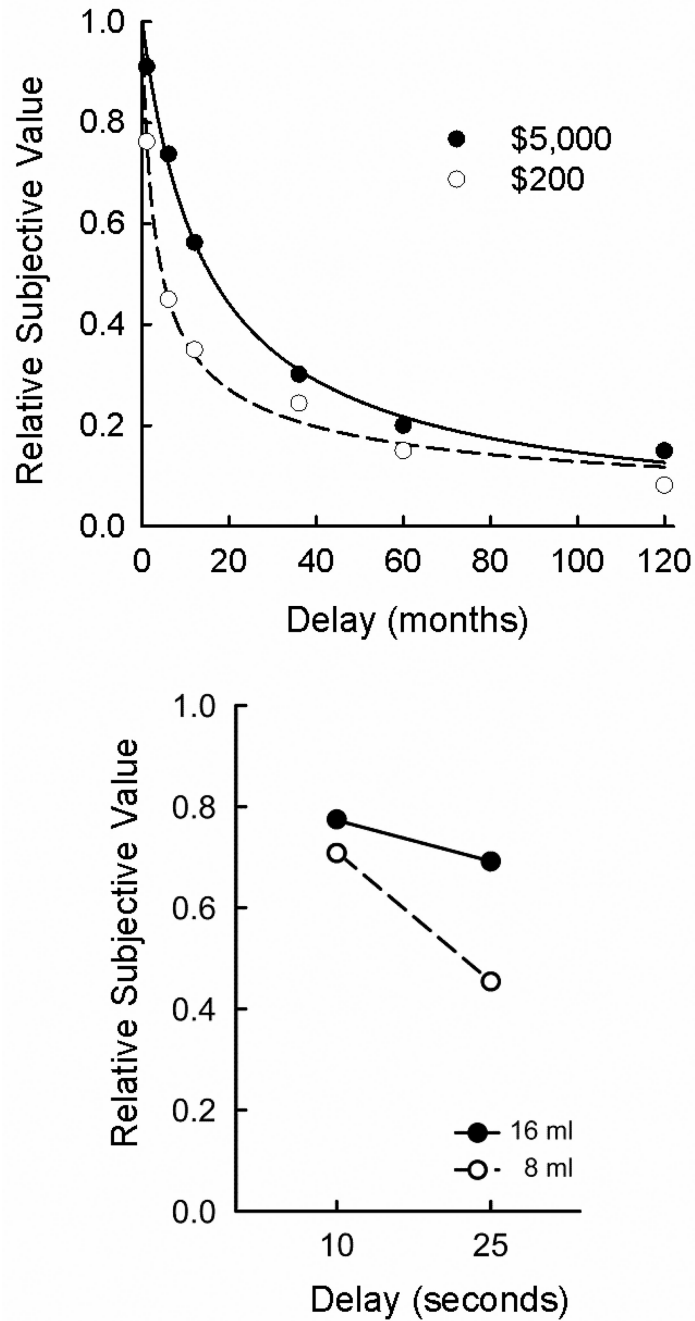 1.0
0.8
0.6
0.4
0.2
0.0
Relative Subjective Value
$5,000
$200
0 20 40 60 80 100 120
Delay (months)
1.0
0.8
0.6
0.4
0.2
0.0
Relative Subjective Value
16 ml
8 ml
10 25
Delay (seconds)